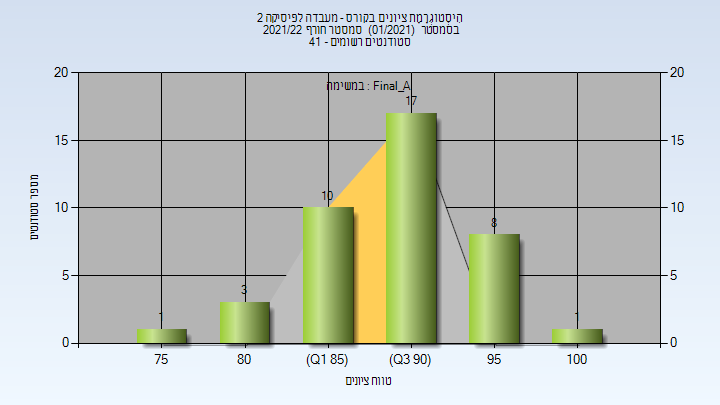 היסטוגרמת ציונים בקורס - מעבדה לפיסיקה 2
בסמסטר (01/2021) סמסטר חורף 2021/22
סטודנטים רשומים - 41
במשימה : Final_A
20
15
10
5
0
20
15
10
5
0
מספר סטודנטים
1
3
10
17
8
1
75
80
(Q1 85)
(Q3 90)
95
100
טווח ציונים